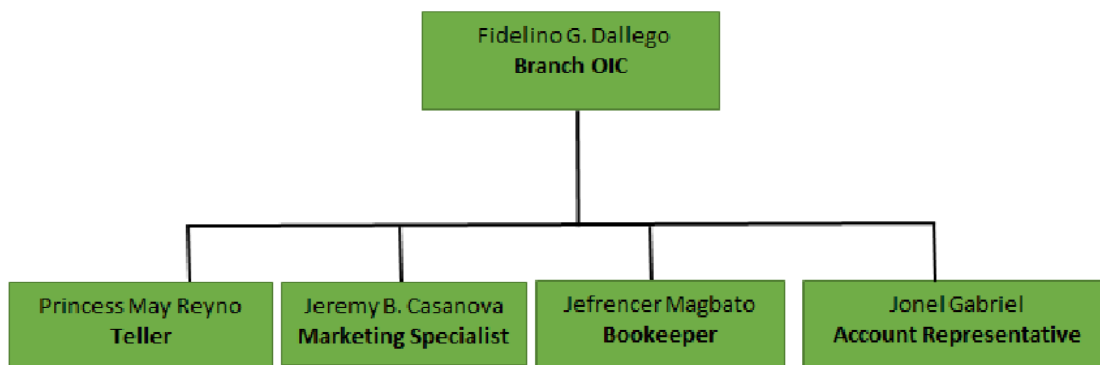 Fidelino G. Dallego
Branch OIC
Princess May Reyno
Teller
Jeremy B. Casanova
Marketing Specialist
Jefrencer Magbato
Bookeeper
Jonel Gabriel
Account Representative